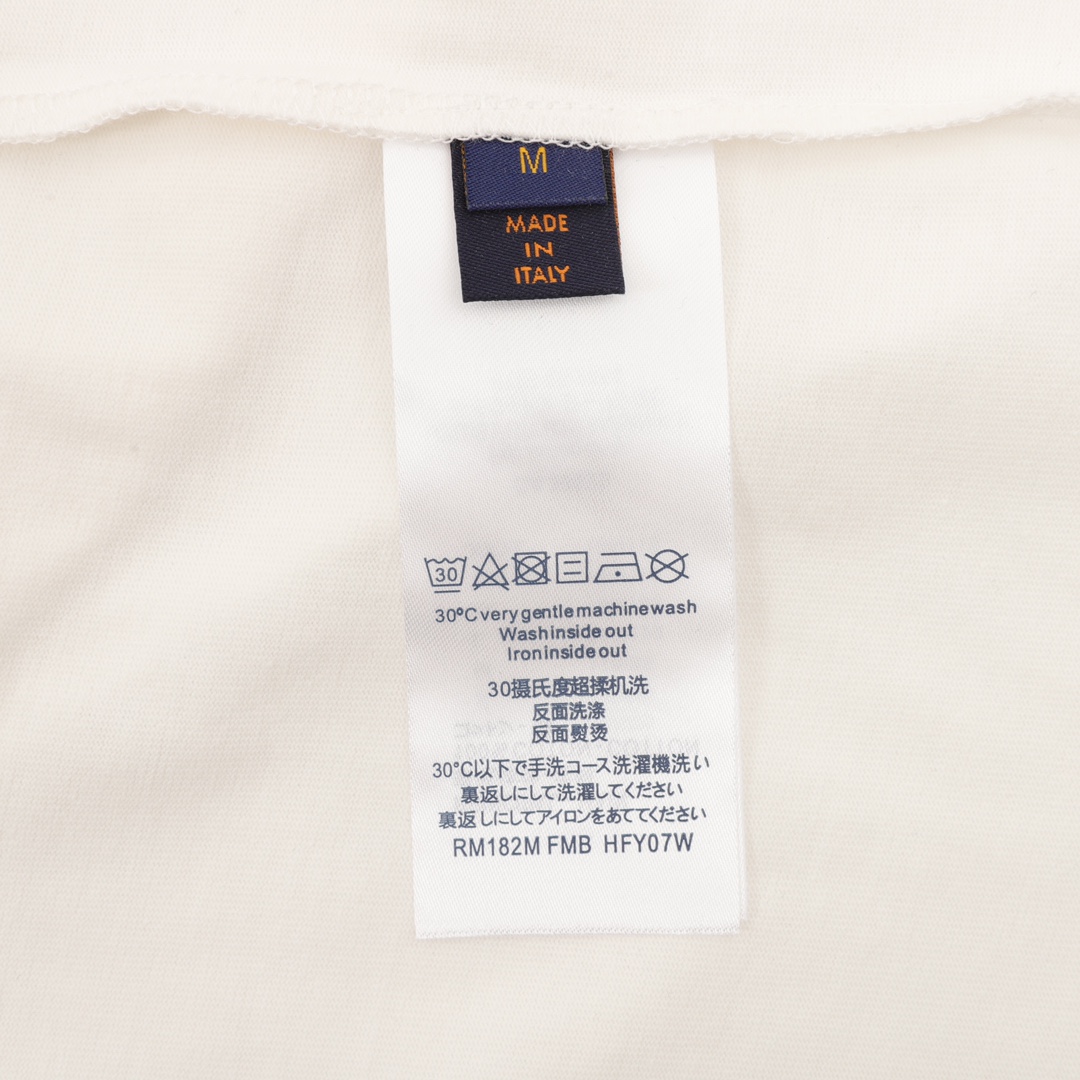 M
MADE
IN
ITALY
30
30°C very gentle machine wash
Wash inside out
Iron inside out
30摄氏度超揉机洗
反面洗涤
反面熨烫
30°C以下で手洗コース洗濯機洗い
裏返しにして洗濯してください
裏返しにしてアイロンをあててください
RM182M FMB HFY07W